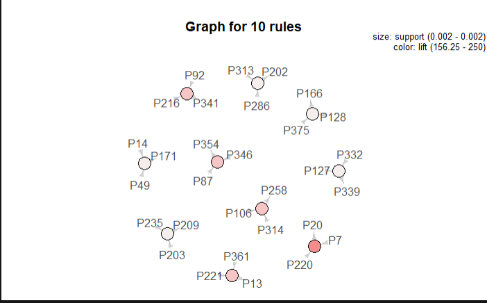 Graph for 10 rules
size: support (0.002 - 0.002)
color: lift (156.25 - 250)
P92
P216 P341
P313 P202
P286
P166
P128
P375
P14
P171
P49
P354
P346
P87
P332
P127
P339
P258
P106
P314
P235 P209
P203
P20
P7
P220
P361
P221 P13